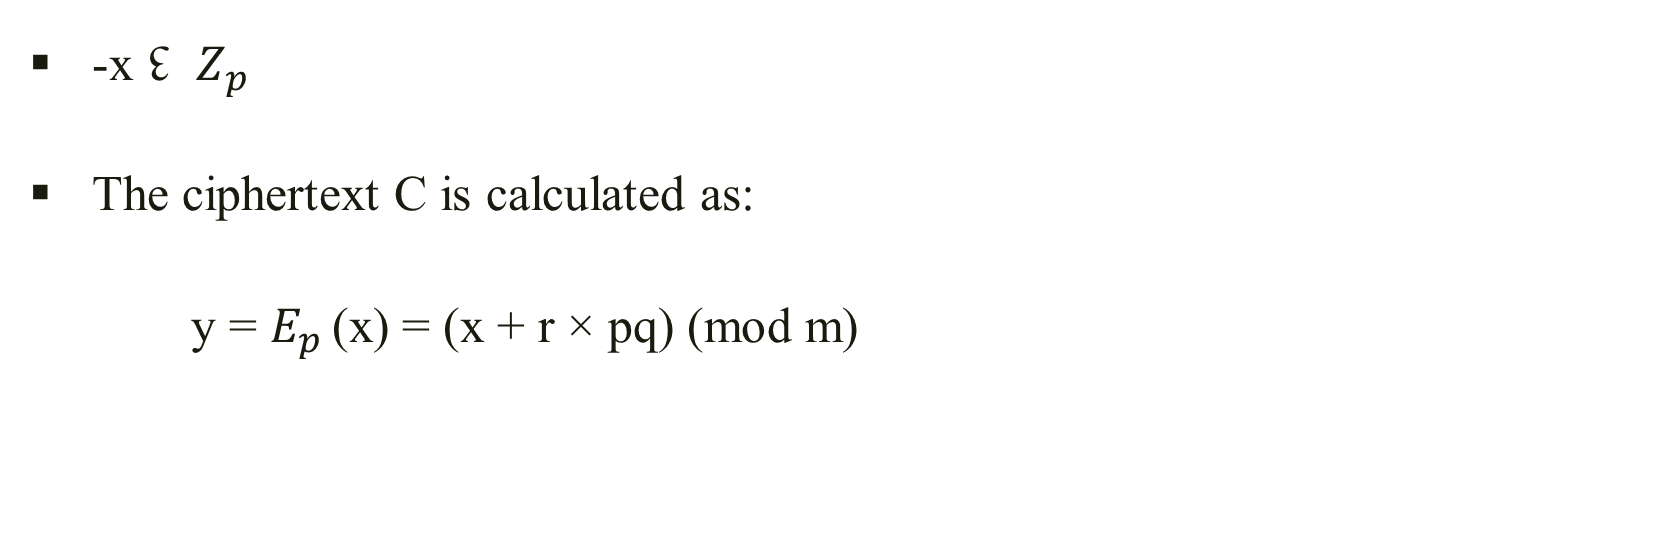 ▪ -x ℇ Z_p
▪ The ciphertext C is calculated as:
y = E_p (x) = (x + r × pq) (mod m)